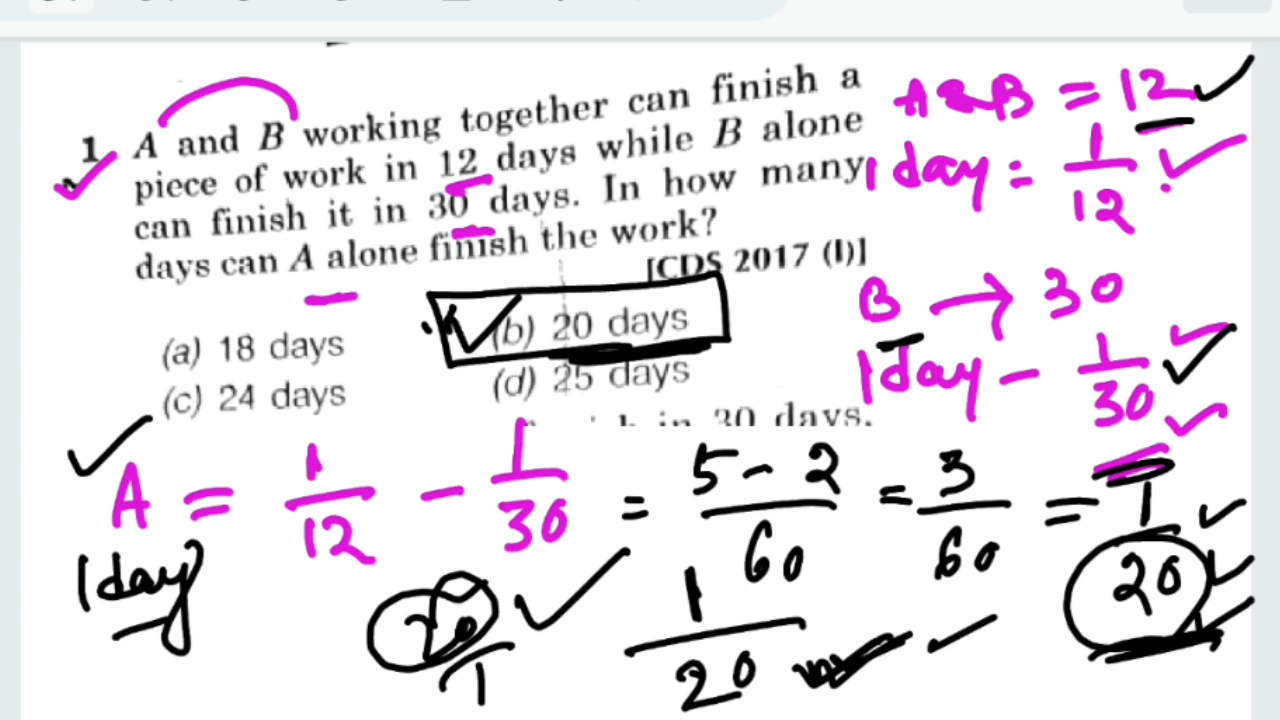 1 A and B working together can finish a
piece of work in 12 days while B alone
can finish it in 30 days. In how many
days can A alone finish the work?
[CDS 2017 (I)]
(a) 18 days (b) 20 days
(c) 24 days (d) 25 days
in 30 days.
A & B = 12
1 day = 1/12
B → 30
1 day - 1/30
A = 1/12 - 1/30 = 5-2/60 = 3/60 = 1/20
1 day
20/1
1/20